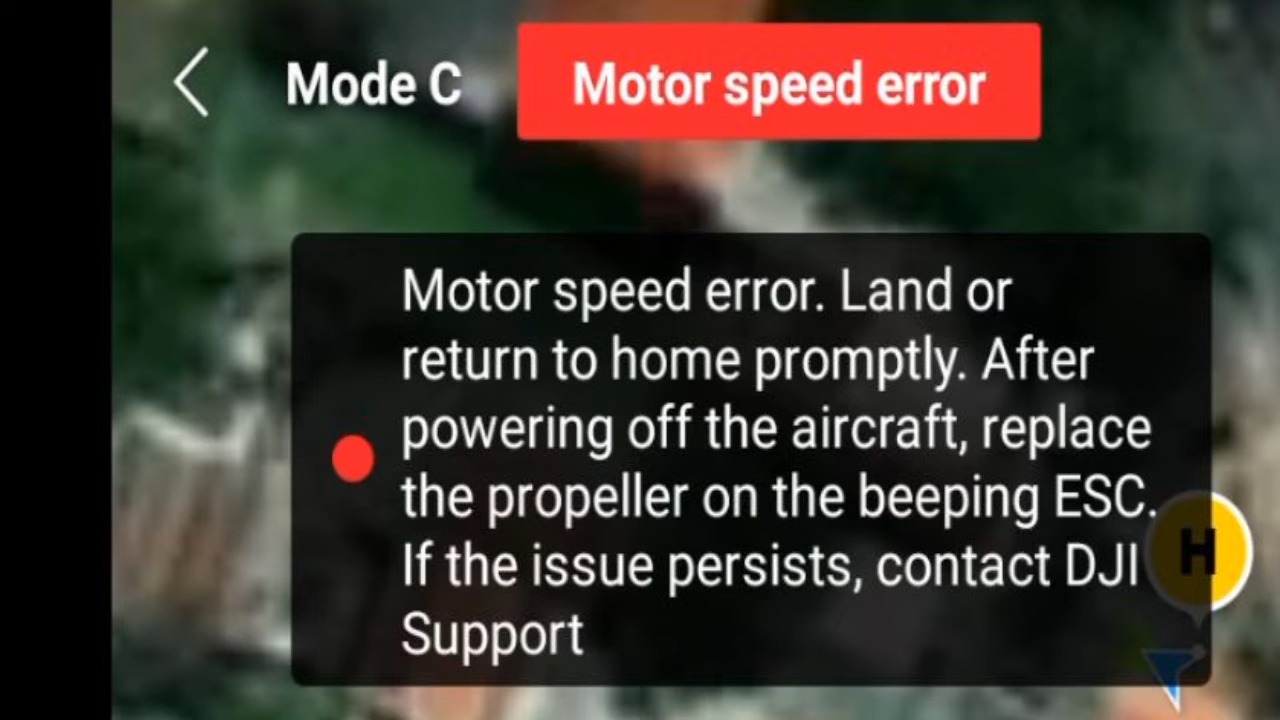 Mode C
Motor speed error
Motor speed error. Land or
return to home promptly. After
powering off the aircraft, replace
the propeller on the beeping ESC.
If the issue persists, contact DJI
Support
H